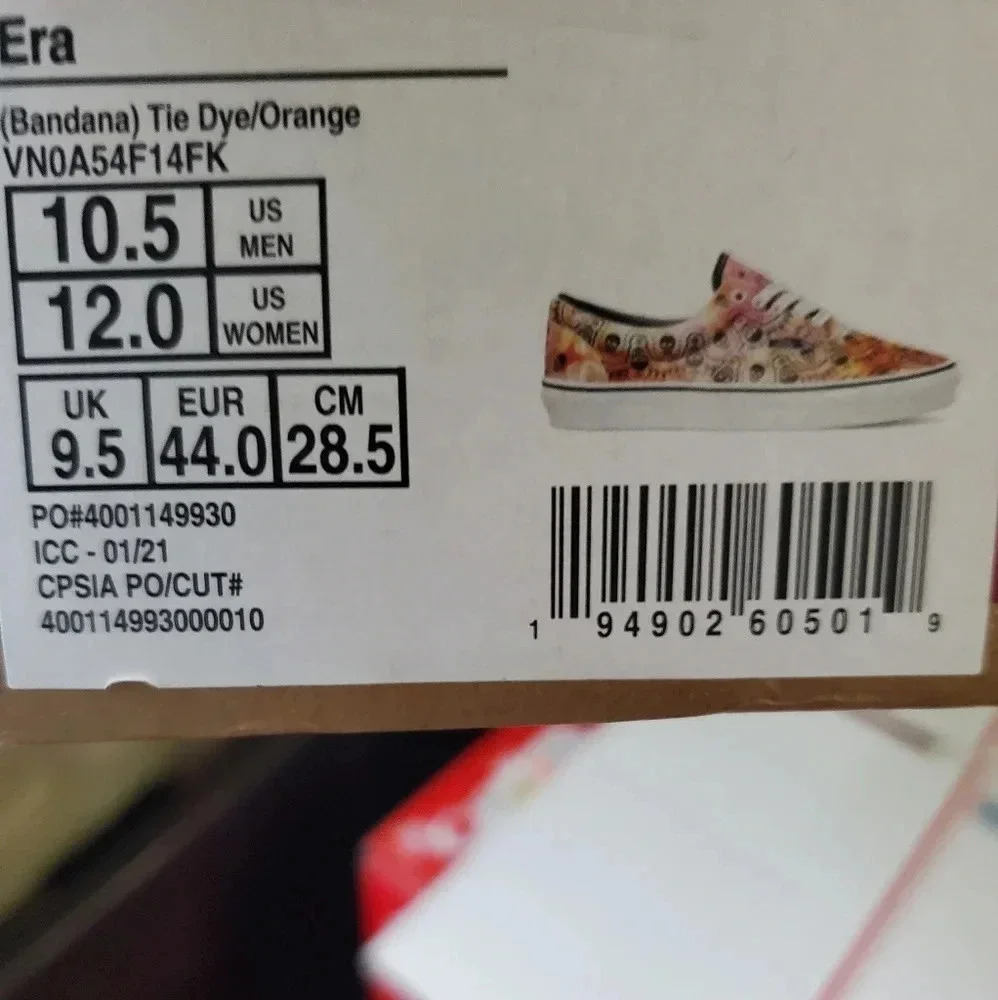 Era
(Bandana) Tie Dye/Orange
VN0A54F14FK
10.5 US MEN
12.0 US WOMEN
UK EUR CM
9.5 44.0 28.5
PO#4001149930
ICC - 01/21
CPSIA PO/CUT#
400114993000010
1 94902 60501 9